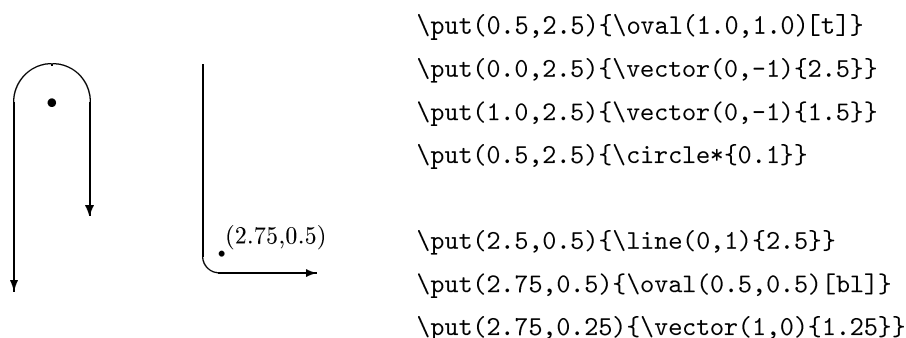 \put(0.5,2.5){\oval(1.0,1.0)[t]}
\put(0.0,2.5){\vector(0,-1){2.5}}
\put(1.0,2.5){\vector(0,-1){1.5}}
\put(0.5,2.5){\circle*{0.1}}
(2.75,0.5)
\put(2.5,0.5){\line(0,1){2.5}}
\put(2.75,0.5){\oval(0.5,0.5)[bl]}
\put(2.75,0.25){\vector(1,0){1.25}}